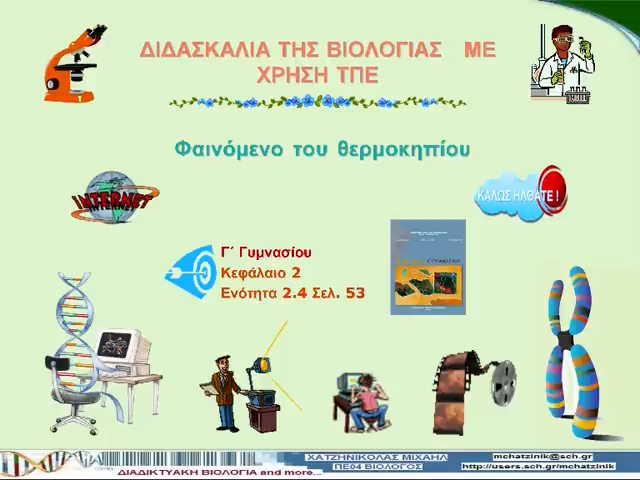 ΔΙΔΑΣΚΑΛΙΑ ΤΗΣ ΒΙΟΛΟΓΙΑΣ ΜΕ
ΧΡΗΣΗ ΤΠΕ
Φαινόμενο του θερμοκηπίου
INTERNET
ΚΑΛΩΣ ΗΛΘΑΤΕ !
Γ΄ Γυμνασίου
Κεφάλαιο 2
Ενότητα 2.4 Σελ. 53
ΧΑΤΖΗΝΙΚΟΛΑΣ ΜΙΧΑΗΛ
mchatzinik@sch.gr
ΠΕ04 ΒΙΟΛΟΓΟΣ
http://users.sch.gr/mchatzinik
ΔΙΑΔΙΚΤΥΑΚΗ ΒΙΟΛΟΓΙΑ and more...